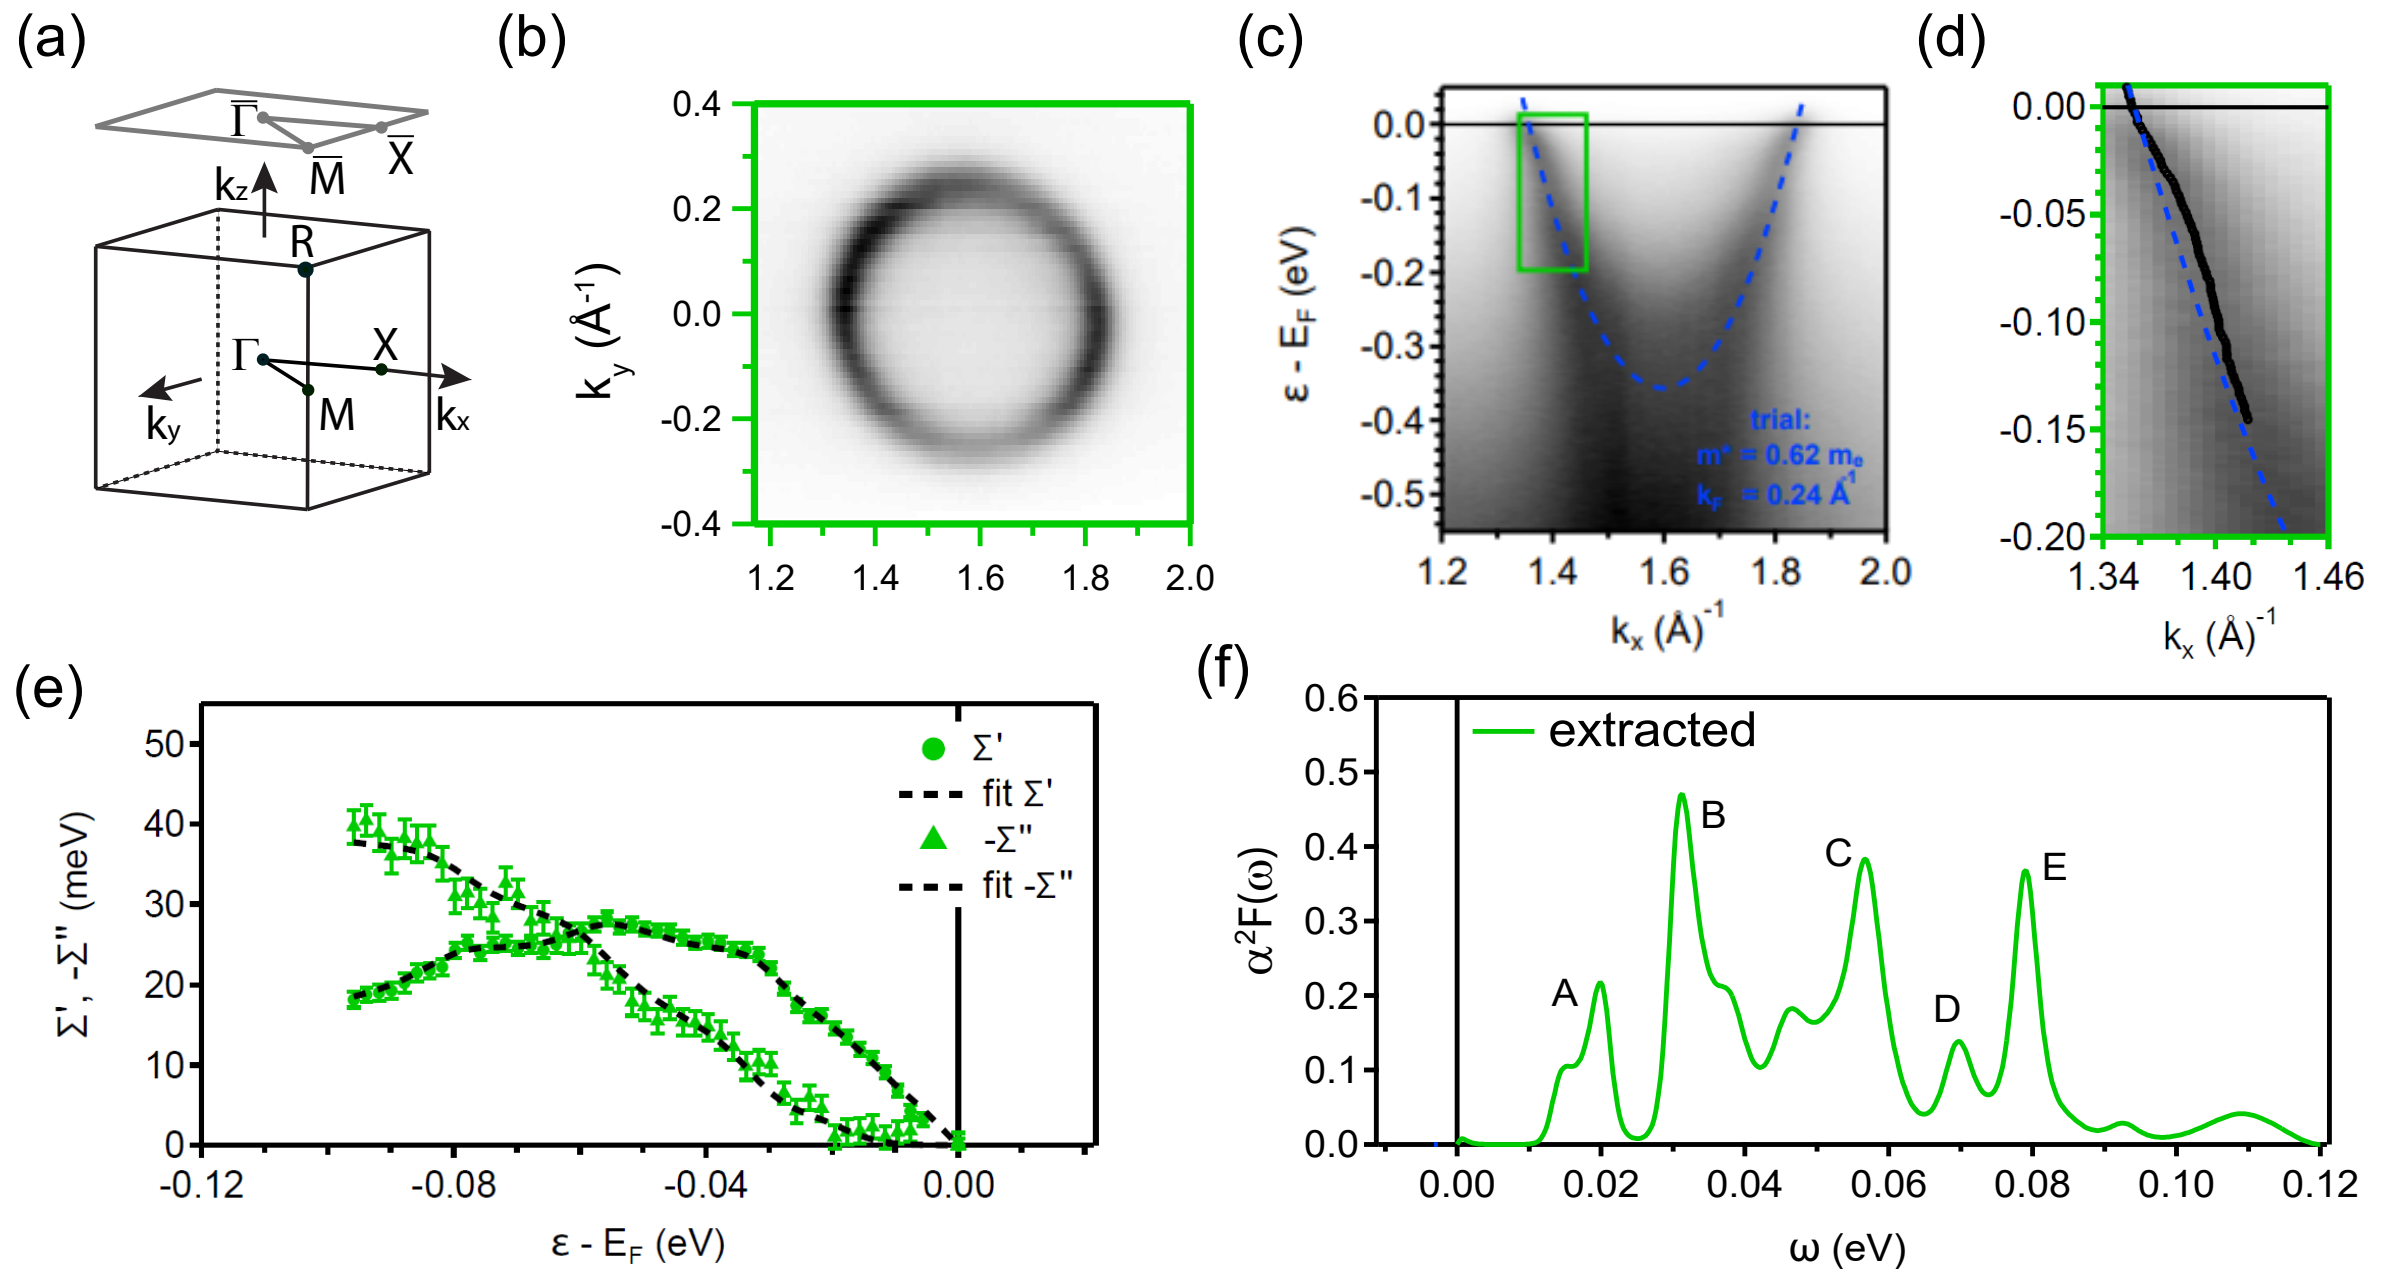 (a)
Γ̅
X̅
M̅
kz
R
Γ
X
M
ky
kx
(b)
0.4
0.2
0.0
-0.2
-0.4
k y (Å-1)
1.2 1.4 1.6 1.8 2.0
(c)
0.0
-0.1
-0.2
-0.3
-0.4
-0.5
ε - EF (eV)
trial:
m* = 0.62 me
kF = 0.24 Å-1
1.2 1.4 1.6 1.8 2.0
kx (Å)-1
(d)
0.00
-0.05
-0.10
-0.15
-0.20
1.34 1.40 1.46
kx (Å)-1
(e)
50
40
30
20
10
0
Σ', -Σ" (meV)
Σ'
fit Σ'
-Σ"
fit -Σ"
-0.12 -0.08 -0.04 0.00
ε - EF (eV)
(f)
0.6
0.5
0.4
0.3
0.2
0.1
0.0
α2F(ω)
extracted
A
B
C
D
E
0.00 0.02 0.04 0.06 0.08 0.10 0.12
ω (eV)